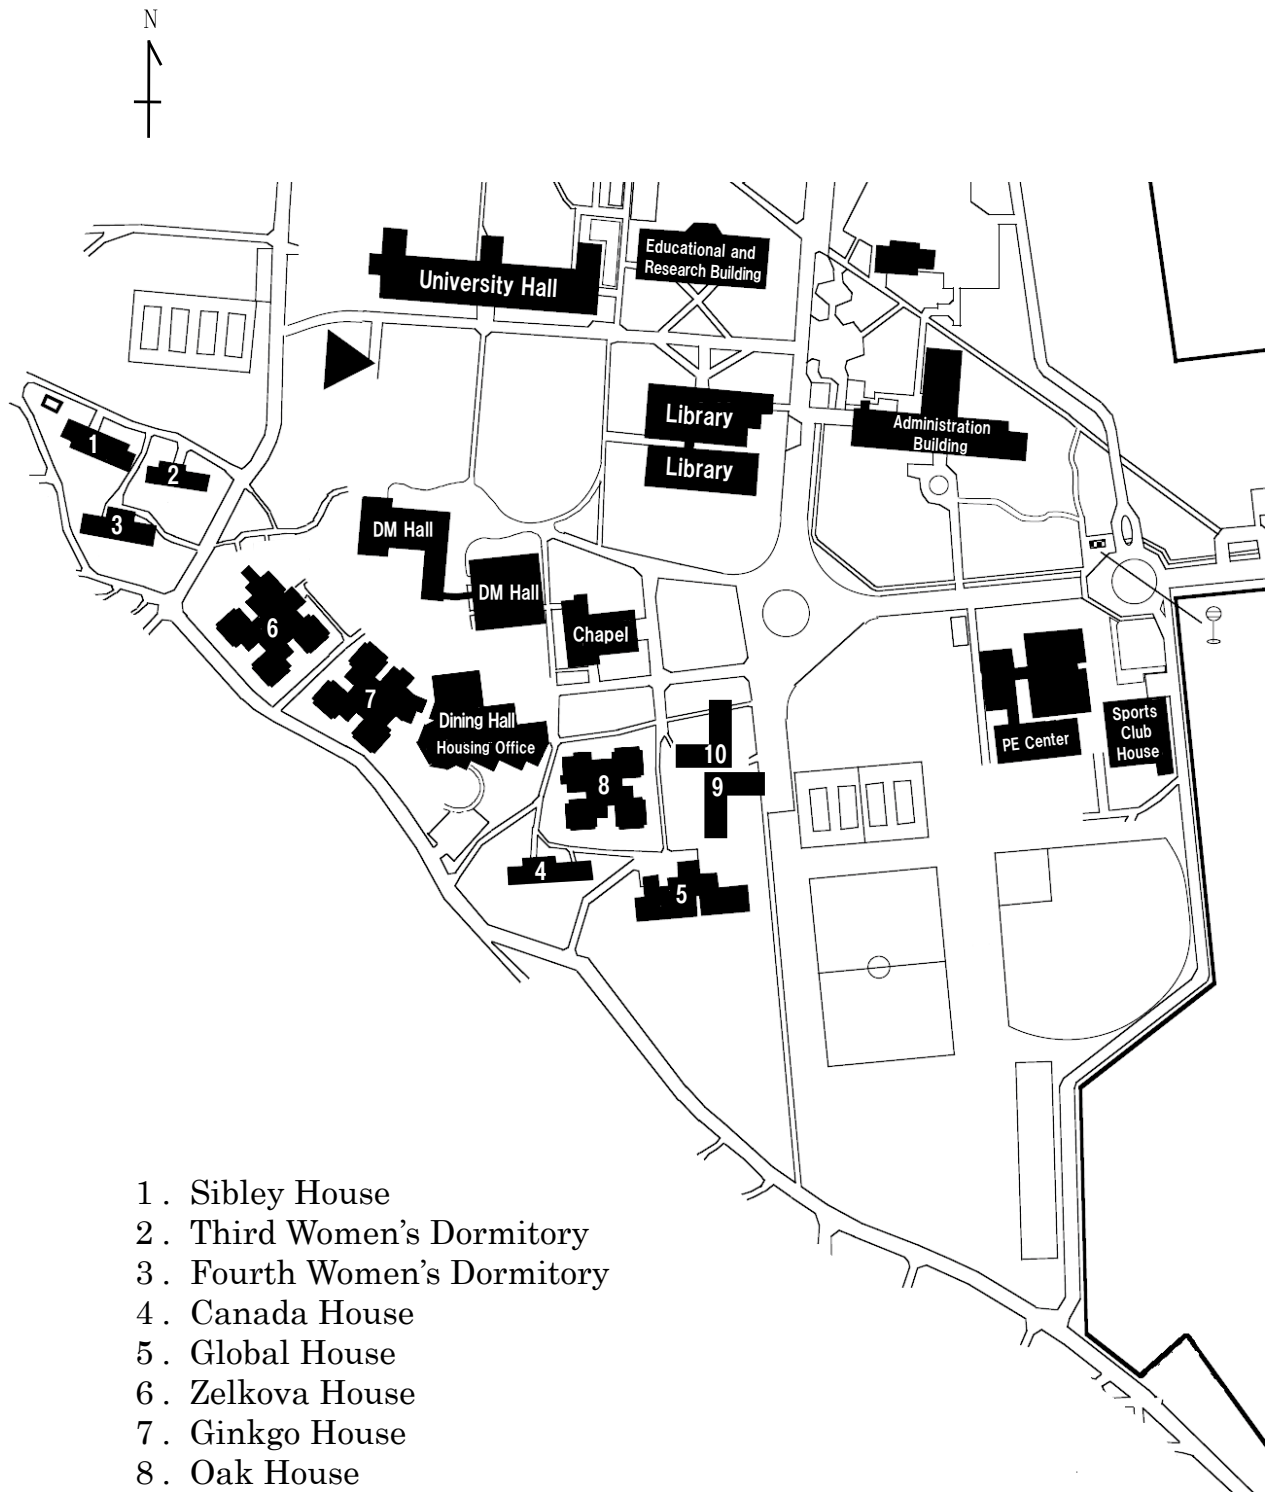 N
Educational and
Research Building
University Hall
Library
Administration
Building
Library
1
2
3
DM Hall
DM Hall
Chapel
6
7
Dining Hall
Housing Office
Sports
Club
House
PE Center
10
9
8
4
5
1. Sibley House
2. Third Women's Dormitory
3. Fourth Women's Dormitory
4. Canada House
5. Global House
6. Zelkova House
7. Ginkgo House
8. Oak House